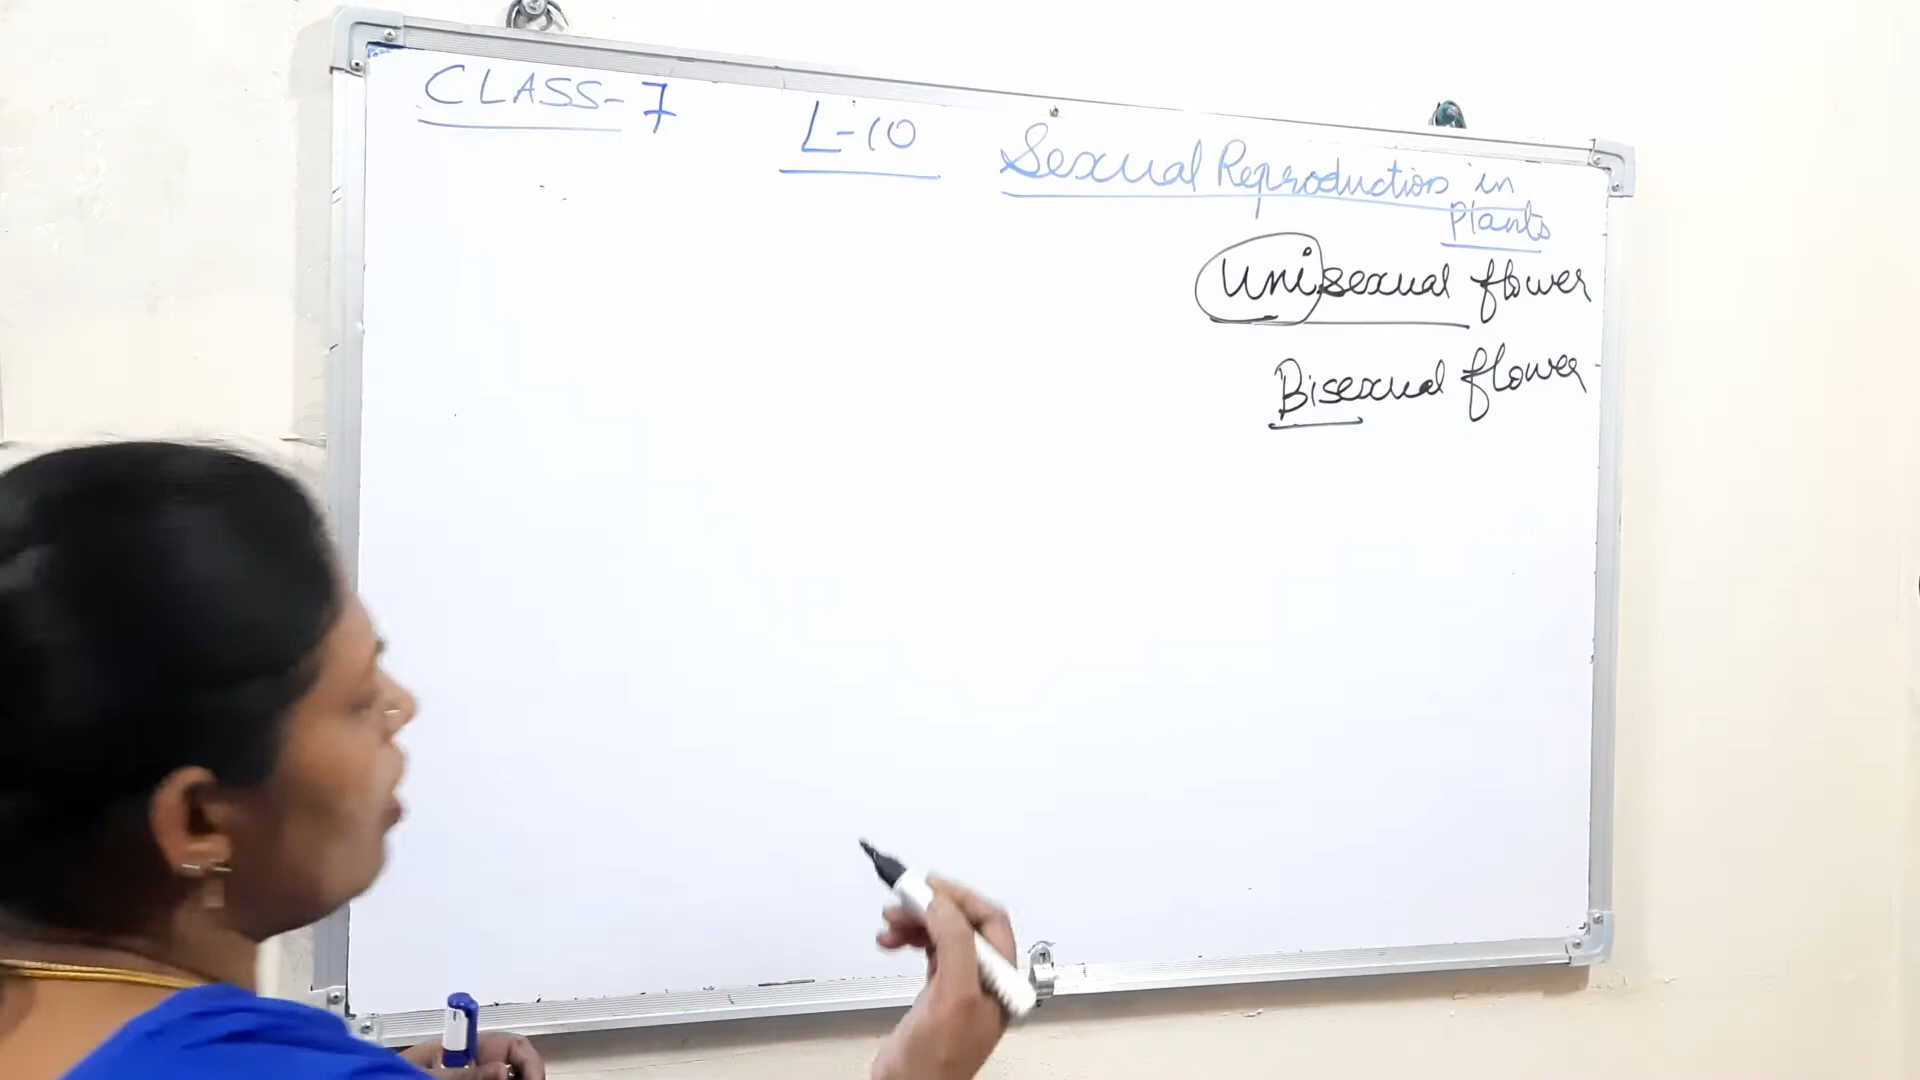 CLASS-7
L-10
Sexual Reproduction in
Plants
Unisexual flower
Bisexual flower